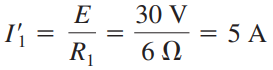 I′₁ = E/R₁ = 30 V/6 Ω = 5 A